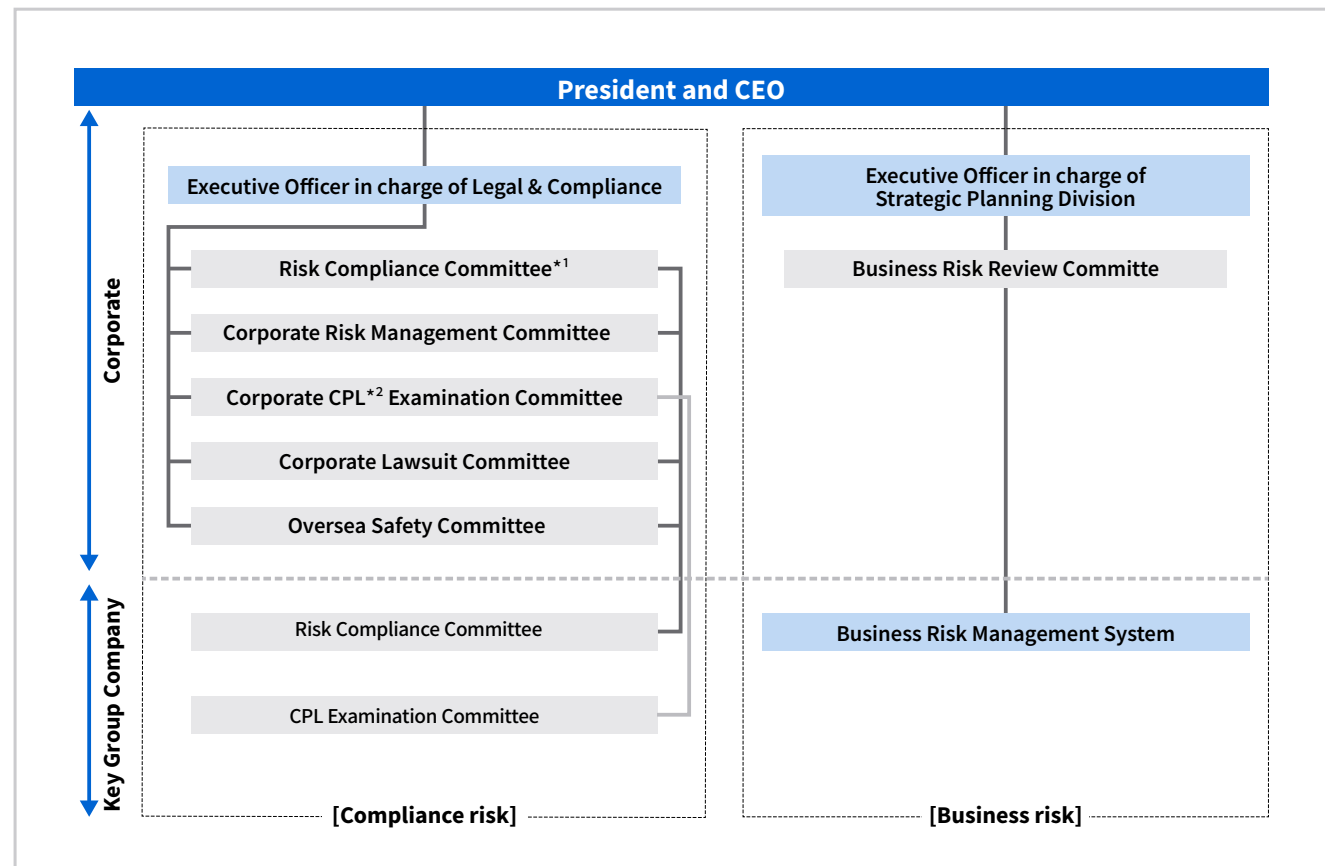 President and CEO
Corporate
Executive Officer in charge of Legal & Compliance
Risk Compliance Committee*1
Corporate Risk Management Committee
Corporate CPL*2 Examination Committee
Corporate Lawsuit Committee
Oversea Safety Committee
Executive Officer in charge of
Strategic Planning Division
Business Risk Review Committe
Key Group Company
Risk Compliance Committee
CPL Examination Committee
[Compliance risk]
Business Risk Management System
[Business risk]